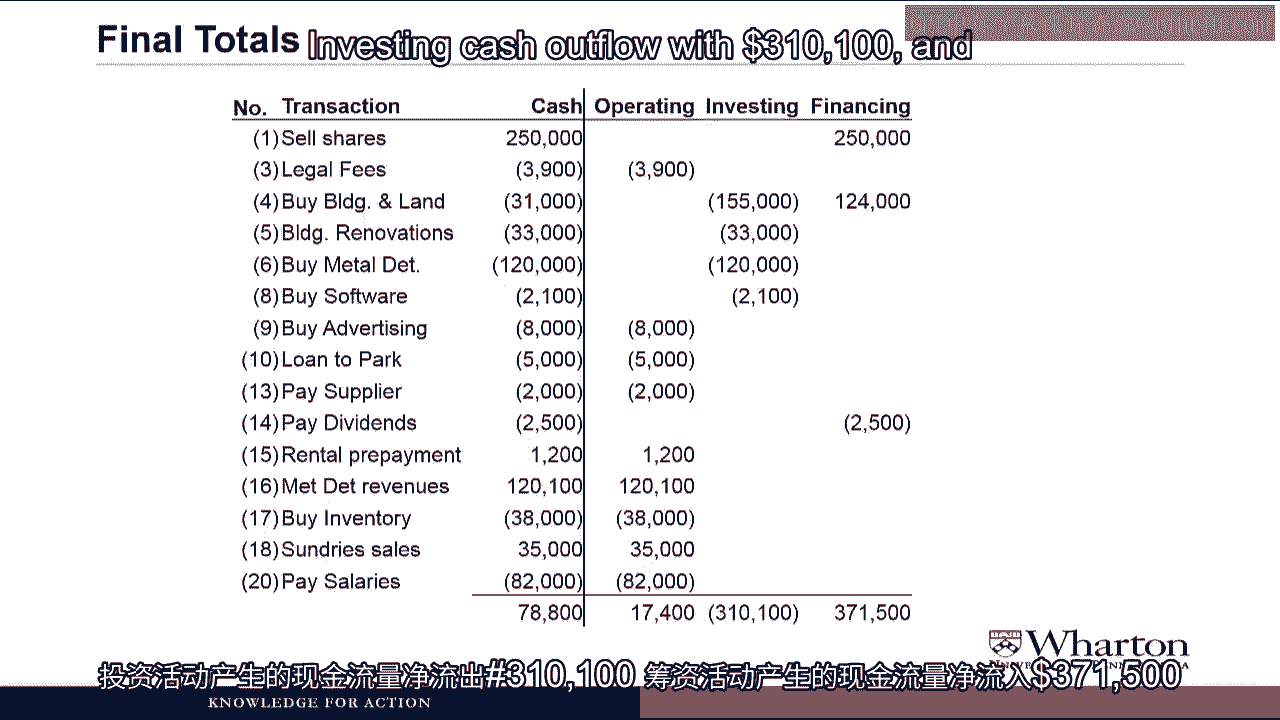 Final Totals
Investing cash outflow with $310,100, and
No. Transaction Cash Operating Investing Financing
(1) Sell shares 250,000 250,000
(3) Legal Fees (3,900) (3,900)
(4) Buy Bldg. & Land (31,000) (155,000) 124,000
(5) Bldg. Renovations (33,000) (33,000)
(6) Buy Metal Det. (120,000) (120,000)
(8) Buy Software (2,100) (2,100)
(9) Buy Advertising (8,000) (8,000)
(10) Loan to Park (5,000) (5,000)
(13) Pay Supplier (2,000) (2,000)
(14) Pay Dividends (2,500) (2,500)
(15) Rental prepayment 1,200 1,200
(16) Met Det revenues 120,100 120,100
(17) Buy Inventory (38,000) (38,000)
(18) Sundries sales 35,000 35,000
(20) Pay Salaries (82,000) (82,000)
78,800 17,400 (310,100) 371,500
Wharton
投资活动产生的现金流量净流出#310,100 筹资活动产生的现金流量净流入$371,500
KNOWLEDGE FOR ACTION